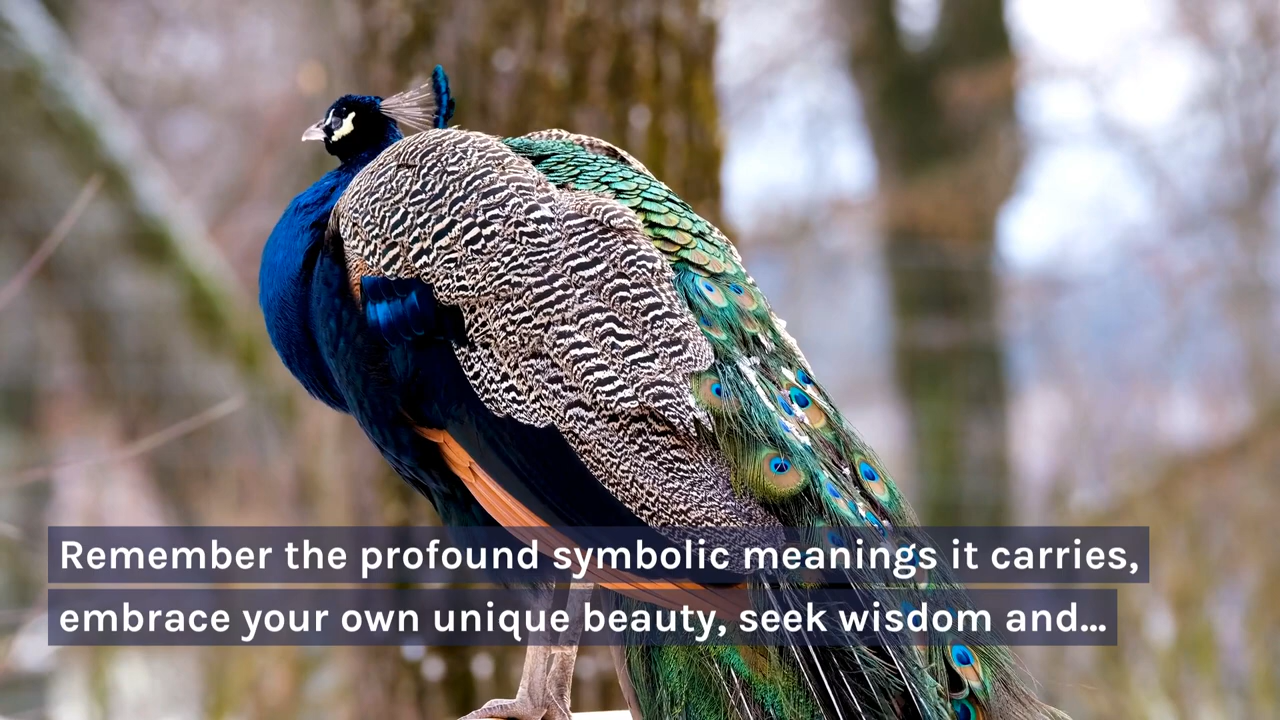 Remember the profound symbolic meanings it carries,
embrace your own unique beauty, seek wisdom and...